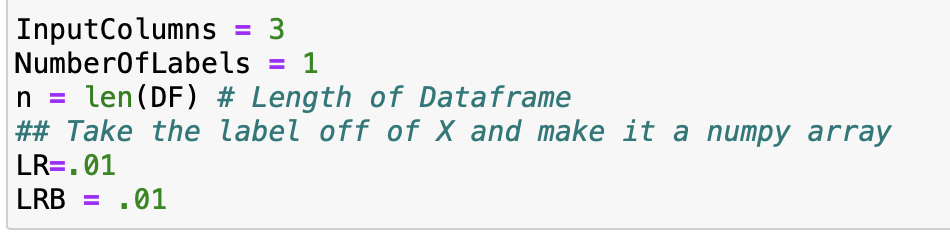 InputColumns = 3
NumberOfLabels = 1
n = len(DF) # Length of Dataframe
## Take the label off of X and make it a numpy array
LR=.01
LRB = .01